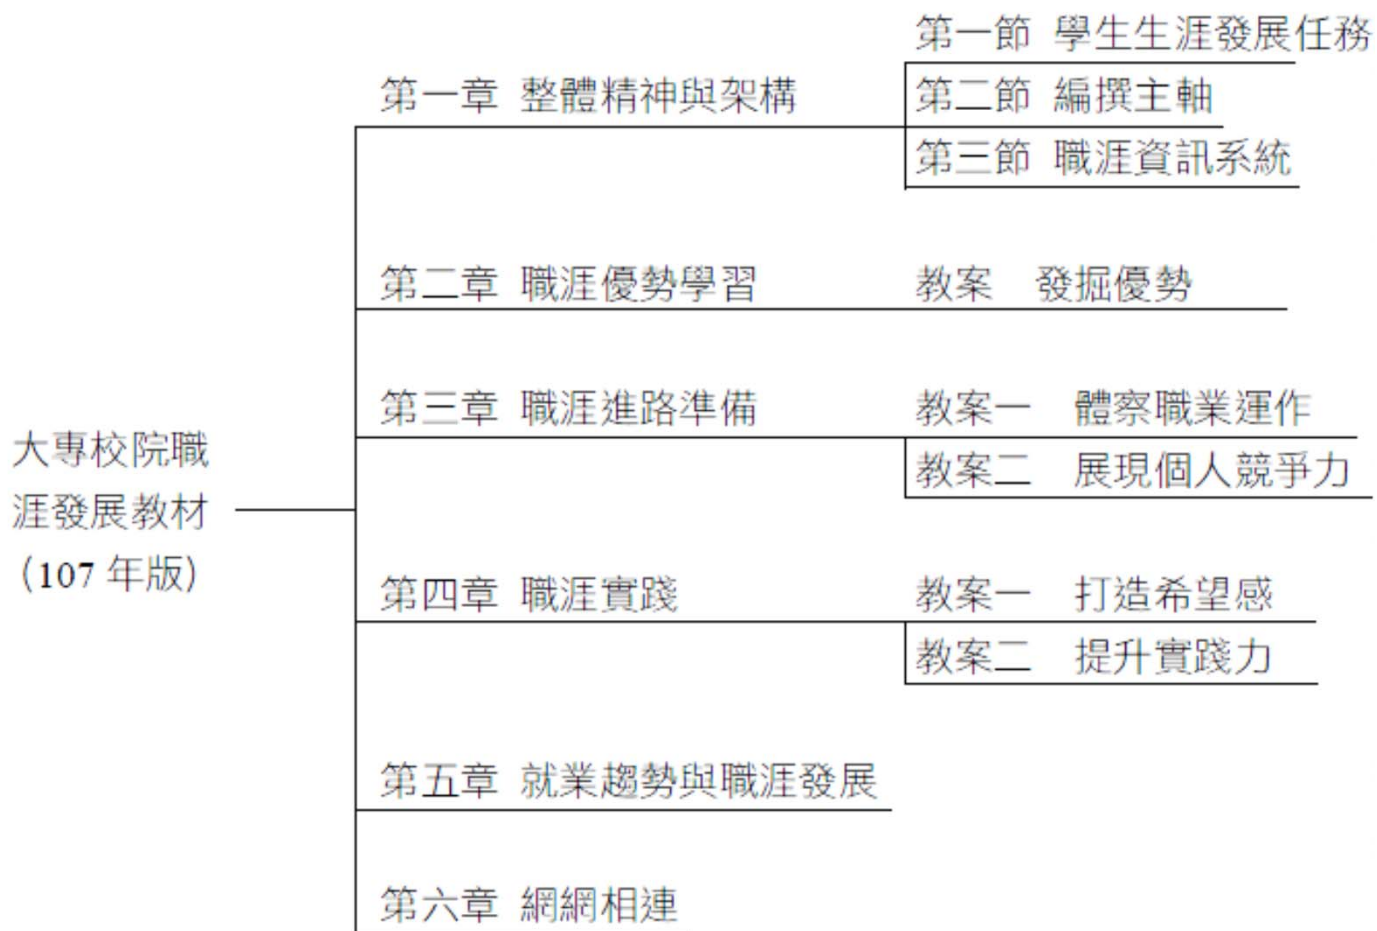 大專校院職
涯發展教材
（107 年版）
第一章 整體精神與架構
第一節 學生生涯發展任務
第二節 編撰主軸
第三節 職涯資訊系統
第二章 職涯優勢學習
教案 發掘優勢
第三章 職涯進路準備
教案一 體察職業運作
教案二 展現個人競爭力
第四章 職涯實踐
教案一 打造希望感
教案二 提升實踐力
第五章 就業趨勢與職涯發展
第六章 網網相連